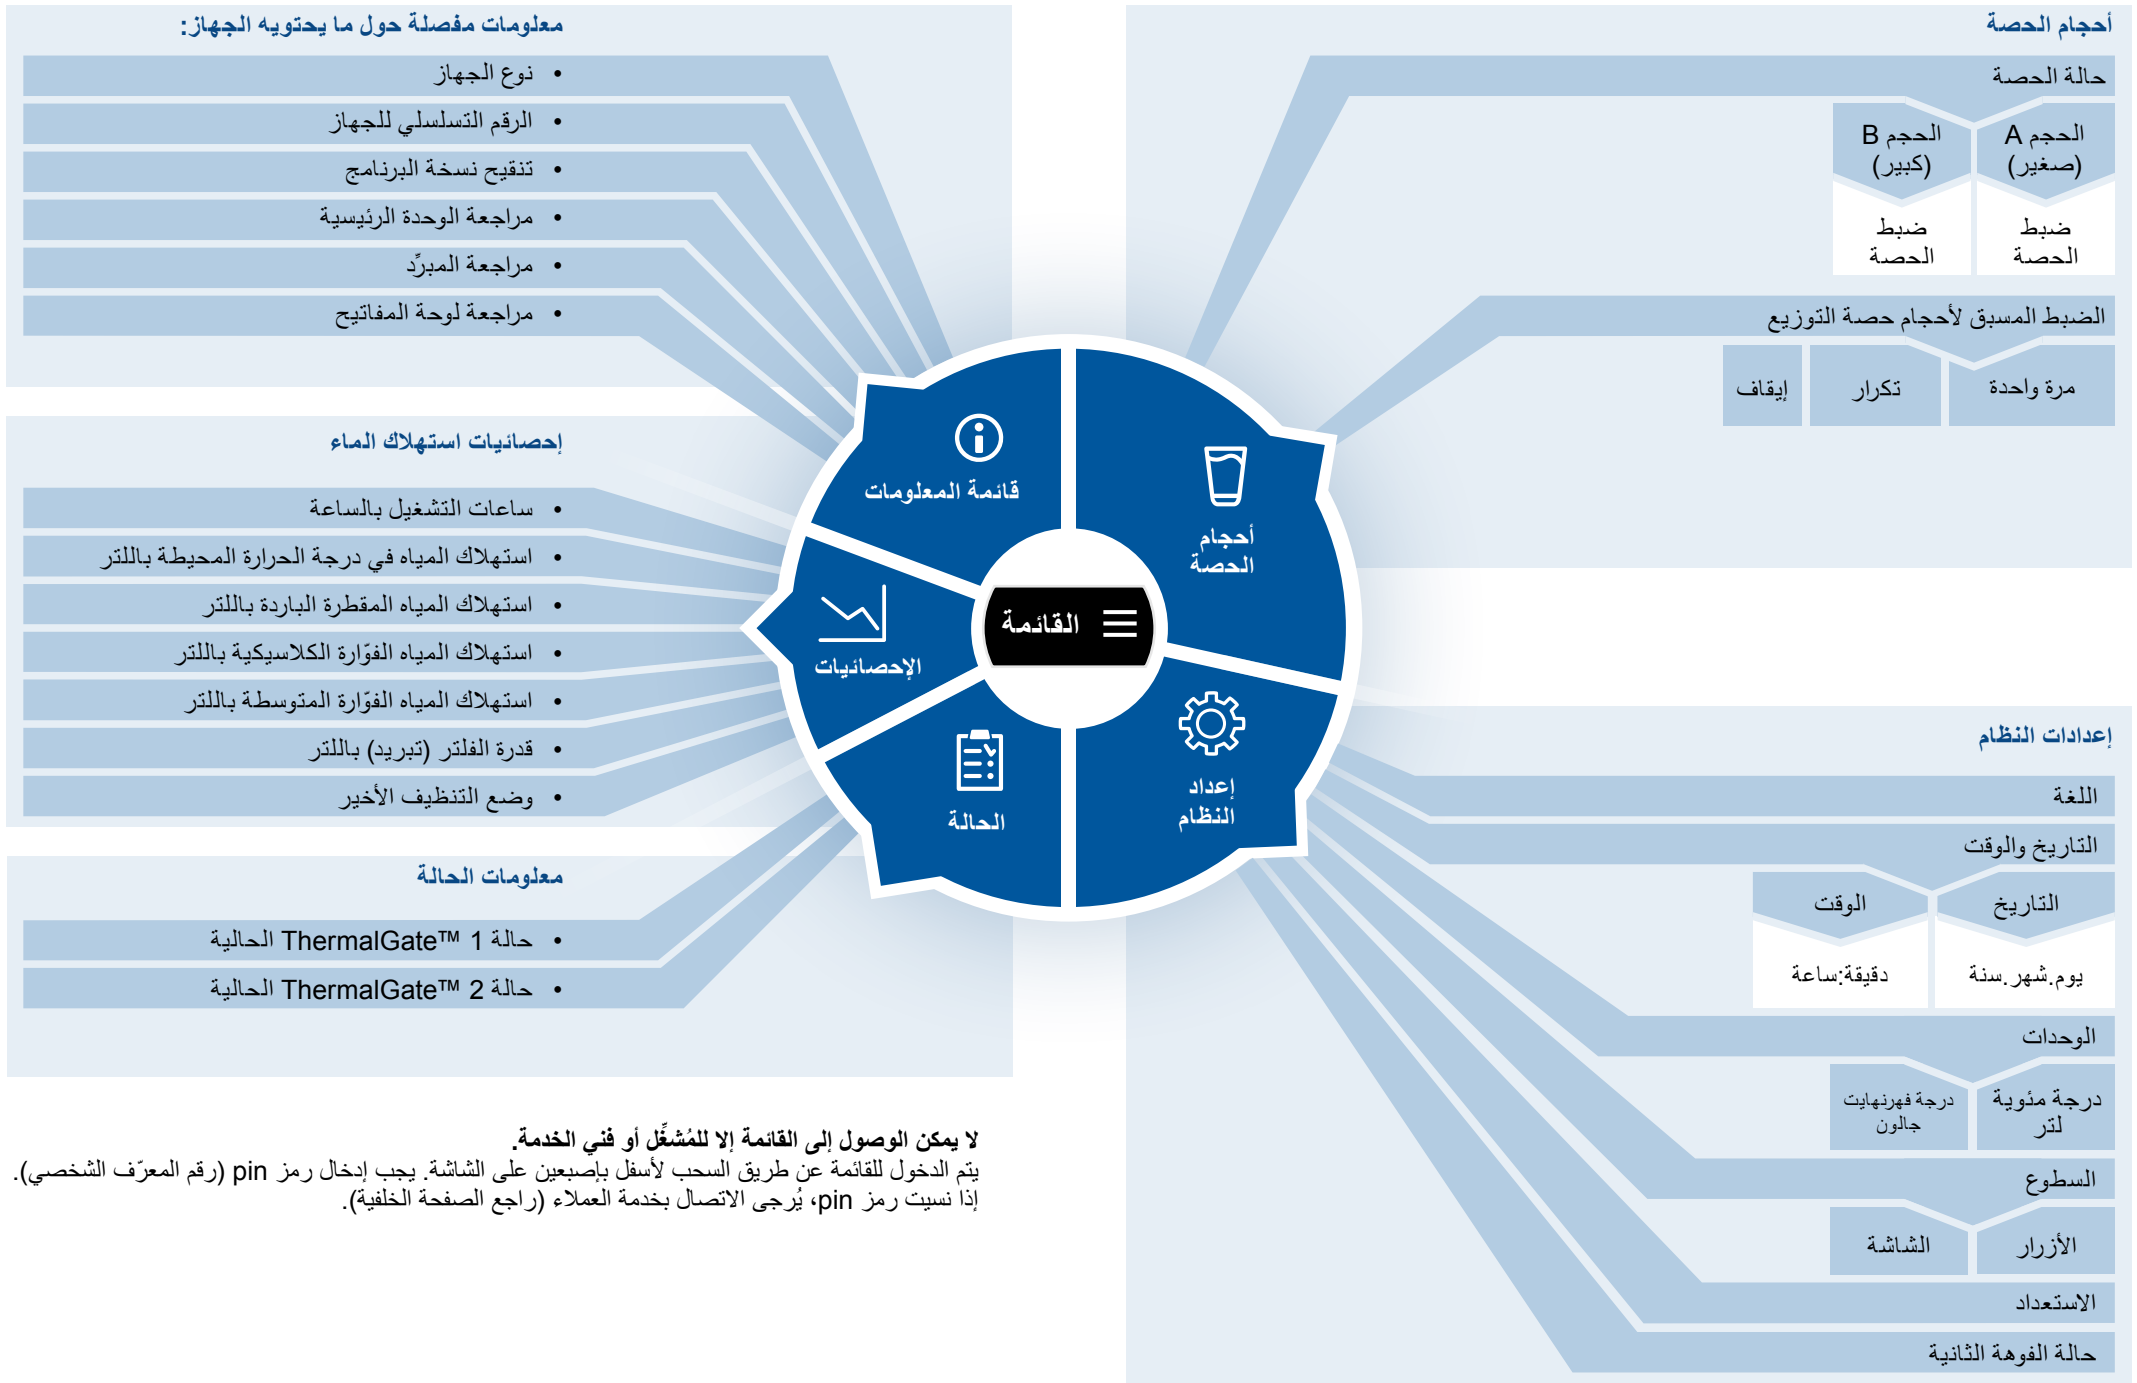 أحجام الحصة
حالة الحصة
الحجم A
(صغير)
الحجم B
(كبير)
ضبط
الحصة
ضبط
الحصة
الضبط المسبق لأحجام حصة التوزيع
مرة واحدة
تكرار
إيقاف
معلومات مفصلة حول ما يحتويه الجهاز:
• نوع الجهاز
• الرقم التسلسلي للجهاز
• تنقيح نسخة البرنامج
• مراجعة الوحدة الرئيسية
• مراجعة المبرِّد
• مراجعة لوحة المفاتيح
إحصائيات استهلاك الماء
• ساعات التشغيل بالساعة
• استهلاك المياه في درجة الحرارة المحيطة باللتر
• استهلاك المياه المقطرة الباردة باللتر
• استهلاك المياه الفوّارة الكلاسيكية باللتر
• استهلاك المياه الفوّارة المتوسطة باللتر
• قدرة الفلتر (تبريد) باللتر
• وضع التنظيف الأخير
معلومات الحالة
• حالة ThermalGate™ 1 الحالية
• حالة ThermalGate™ 2 الحالية
أحجام
الحصة
قائمة المعلومات
القائمة
الإحصائيات
الحالة
إعداد
النظام
إعدادات النظام
اللغة
التاريخ والوقت
التاريخ
الوقت
يوم.شهر.سنة
دقيقة:ساعة
الوحدات
درجة مئوية
لتر
درجة فهرنهايت
جالون
السطوع
الأزرار
الشاشة
الاستعداد
حالة الفوهة الثانية
لا يمكن الوصول إلى القائمة إلا للمُشغِّل أو فني الخدمة.
يتم الدخول للقائمة عن طريق السحب لأسفل بإصبعين على الشاشة. يجب إدخال رمز pin (رقم المعرّف الشخصي).
إذا نسيت رمز pin، يُرجى الاتصال بخدمة العملاء (راجع الصفحة الخلفية).